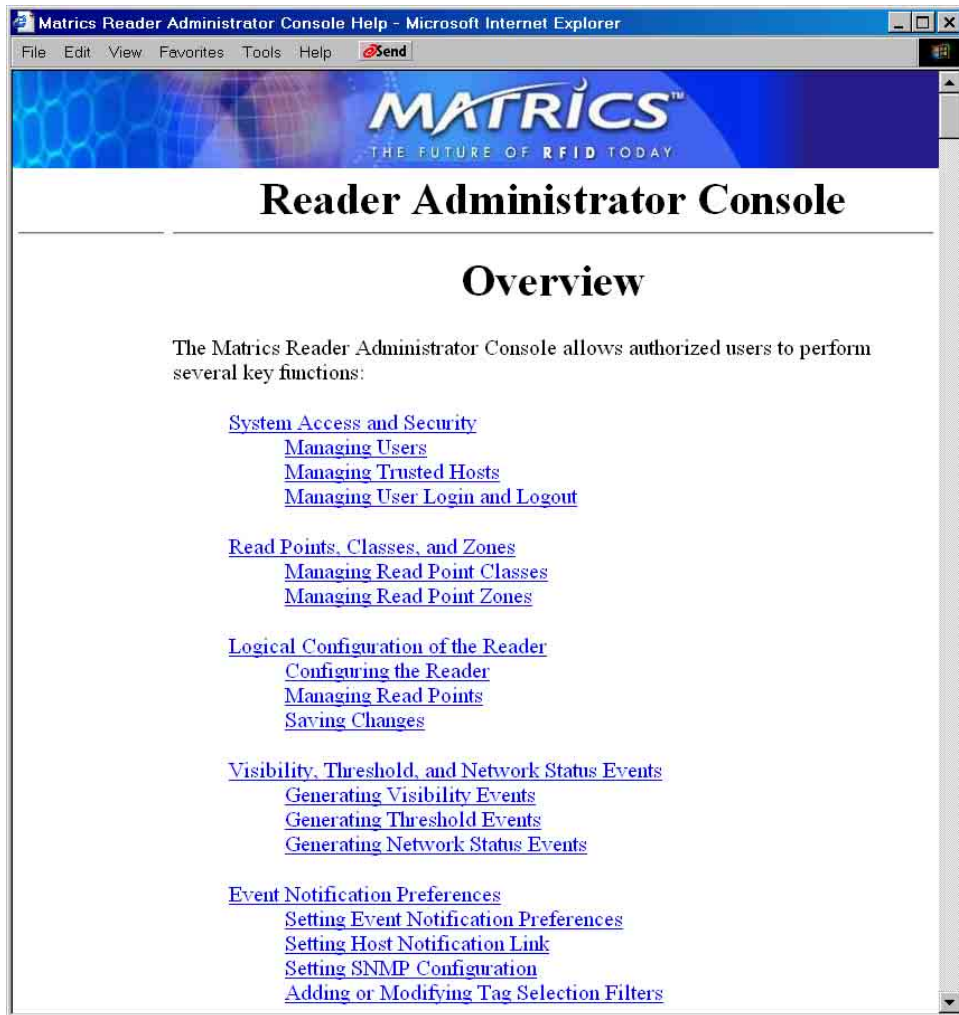 Matrics Reader Administrator Console Help - Microsoft Internet Explorer
File Edit View Favorites Tools Help eSend
MATRICS™
THE FUTURE OF RFID TODAY
Reader Administrator Console
Overview
The Matrics Reader Administrator Console allows authorized users to perform
several key functions:
System Access and Security
Managing Users
Managing Trusted Hosts
Managing User Login and Logout
Read Points, Classes, and Zones
Managing Read Point Classes
Managing Read Point Zones
Logical Configuration of the Reader
Configuring the Reader
Managing Read Points
Saving Changes
Visibility, Threshold, and Network Status Events
Generating Visibility Events
Generating Threshold Events
Generating Network Status Events
Event Notification Preferences
Setting Event Notification Preferences
Setting Host Notification Link
Setting SNMP Configuration
Adding or Modifying Tag Selection Filters